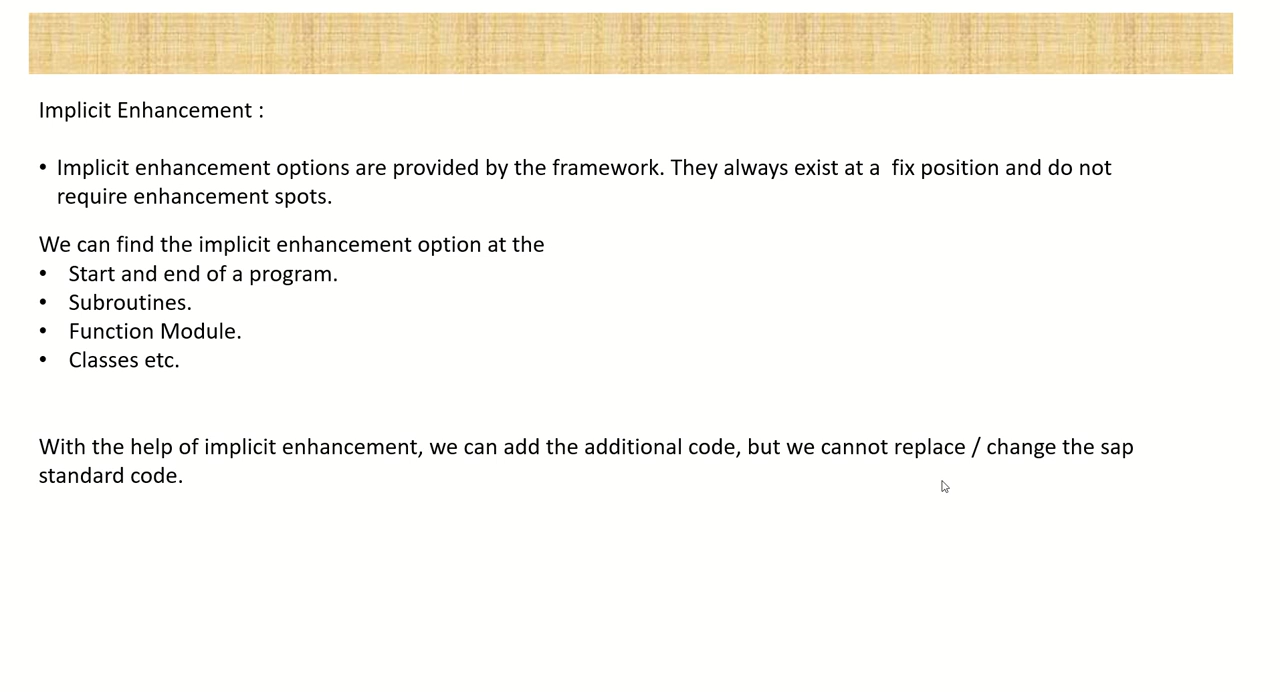 Implicit Enhancement :
• Implicit enhancement options are provided by the framework. They always exist at a  fix position and do not
require enhancement spots.
We can find the implicit enhancement option at the
• Start and end of a program.
• Subroutines.
• Function Module.
• Classes etc.
With the help of implicit enhancement, we can add the additional code, but we cannot replace / change the sap
standard code.